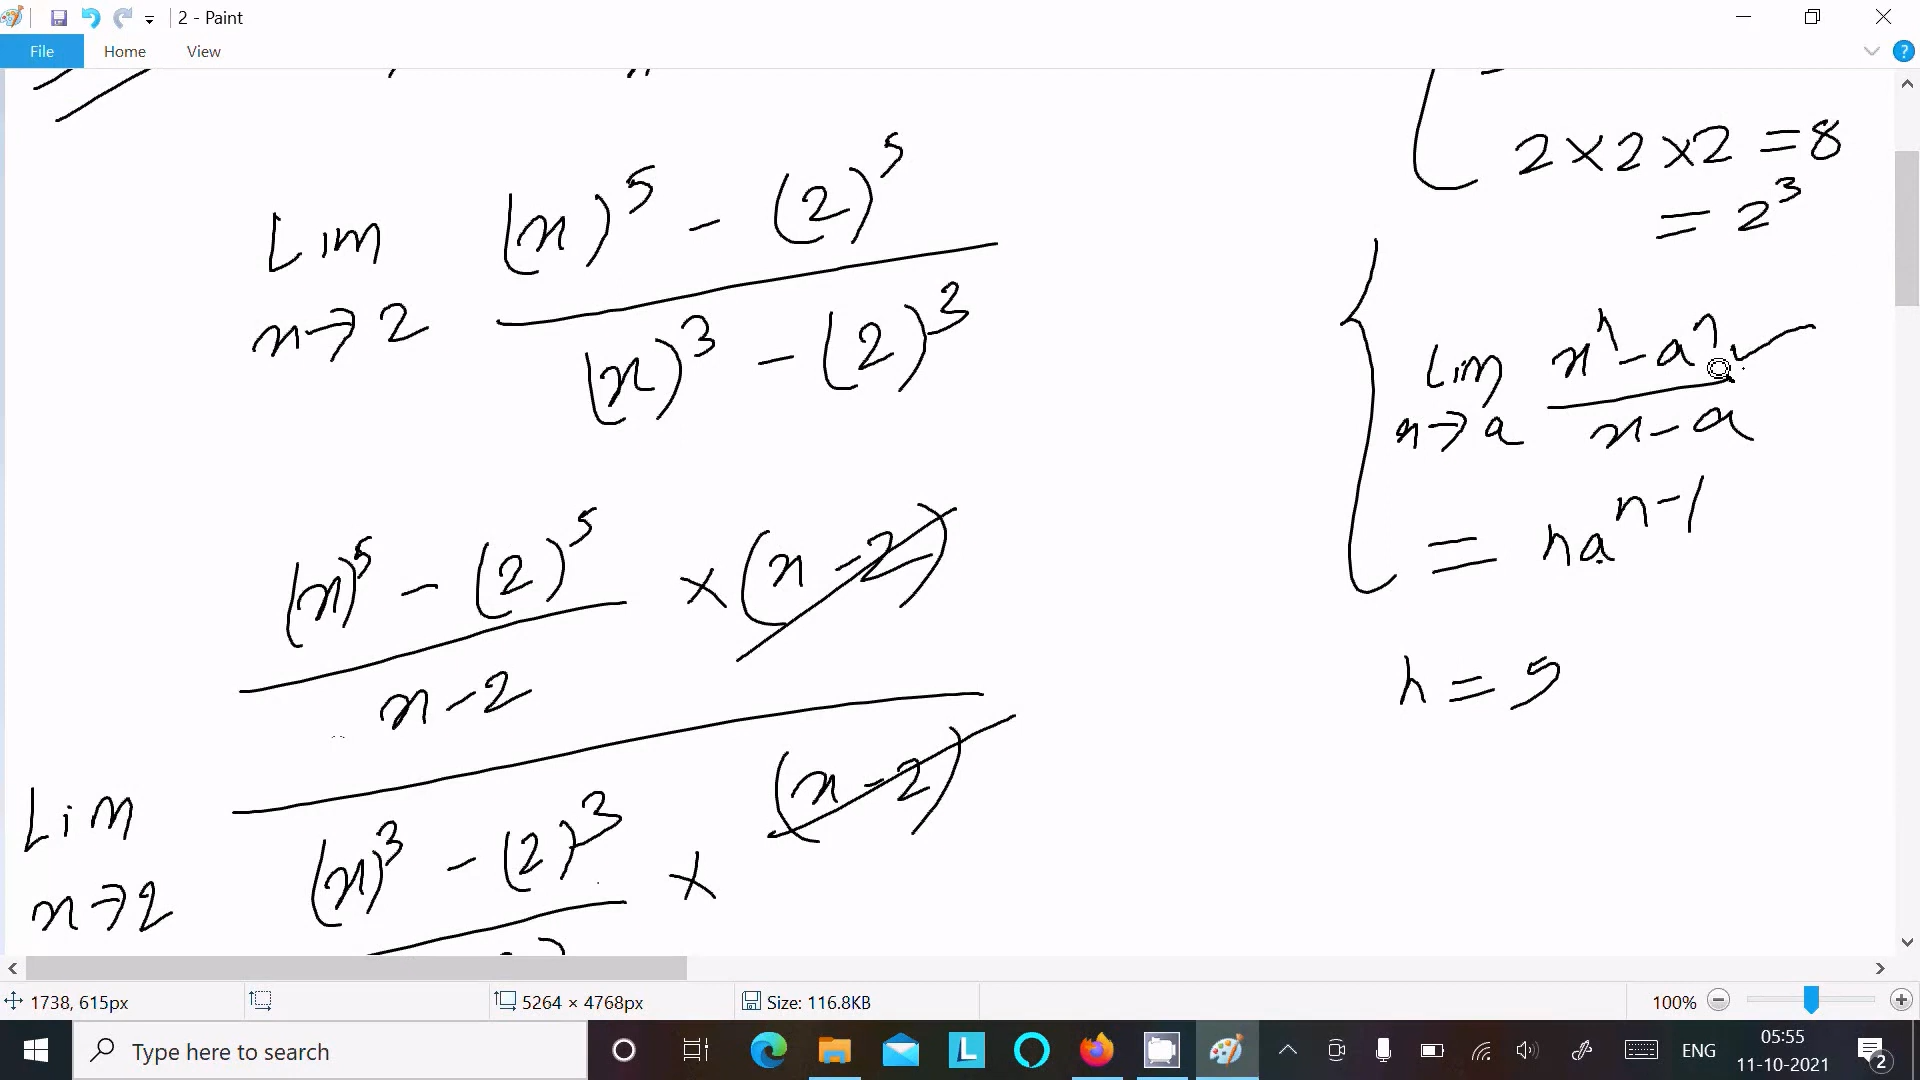 2 - Paint
File Home View
2 × 2 × 2 = 8
= 2³
Lim x→2 (x)⁵ - (2)⁵ / (x)³ - (2)³
Lim x→a xⁿ - aⁿ / x - a
= naⁿ⁻¹
n = 5
Lim x→2
(x)⁵ - (2)⁵ / x - 2 × (x - 2)
(x)³ - (2)³ × (x - 2)
1738, 615px 5264 × 4768px Size: 116.8KB 100%
Type here to search
L
ENG 05:55
11-10-2021
2